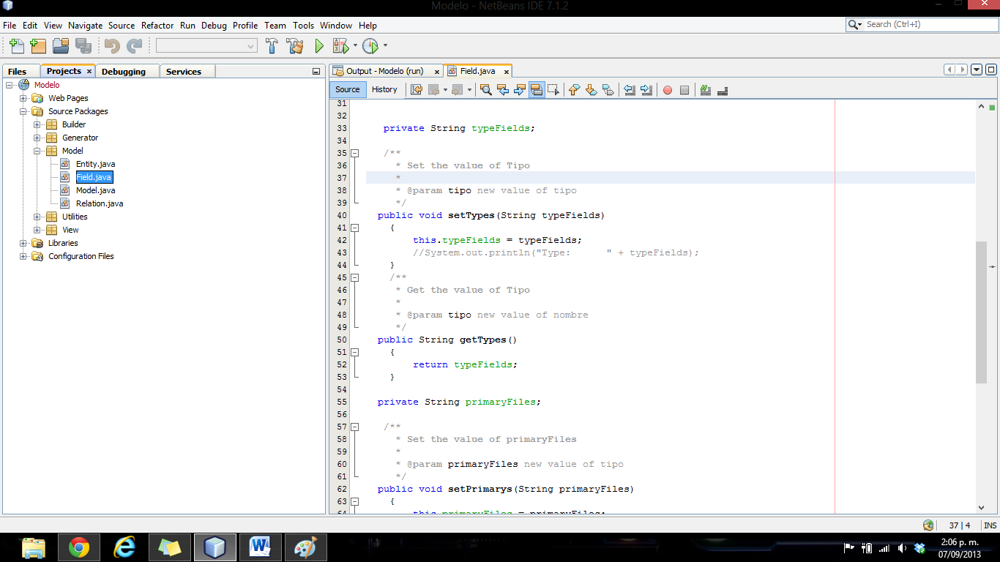 Modelo - NetBeans IDE 7.1.2
File Edit View Navigate Source Refactor Run Debug Profile Team Tools Window Help
Search (Ctrl+I)
Files Projects Debugging Services
Modelo
Web Pages
Source Packages
Builder
Generator
Model
Entity.java
Field.java
Model.java
Relation.java
Utilities
View
Libraries
Configuration Files
Output - Modelo (run) Field.java
Source History
31
32
33 private String typeFields;
34
35 /**
36 * Set the value of Tipo
37 *
38 * @param tipo new value of tipo
39 */
40 public void setTypes(String typeFields)
41 {
42 this.typeFields = typeFields;
43 //System.out.println("Type:      " + typeFields);
44 }
45 /**
46 * Get the value of Tipo
47 *
48 * @param tipo new value of nombre
49 */
50 public String getTypes()
51 {
52 return typeFields;
53 }
54
55 private String primaryFiles;
56
57 /**
58 * Set the value of primaryFiles
59 *
60 * @param primaryFiles new value of tipo
61 */
62 public void setPrimarys(String primaryFiles)
63 {
64 this.primaryFiles = primaryFiles;
37 | 4 INS
2:06 p. m.
07/09/2013